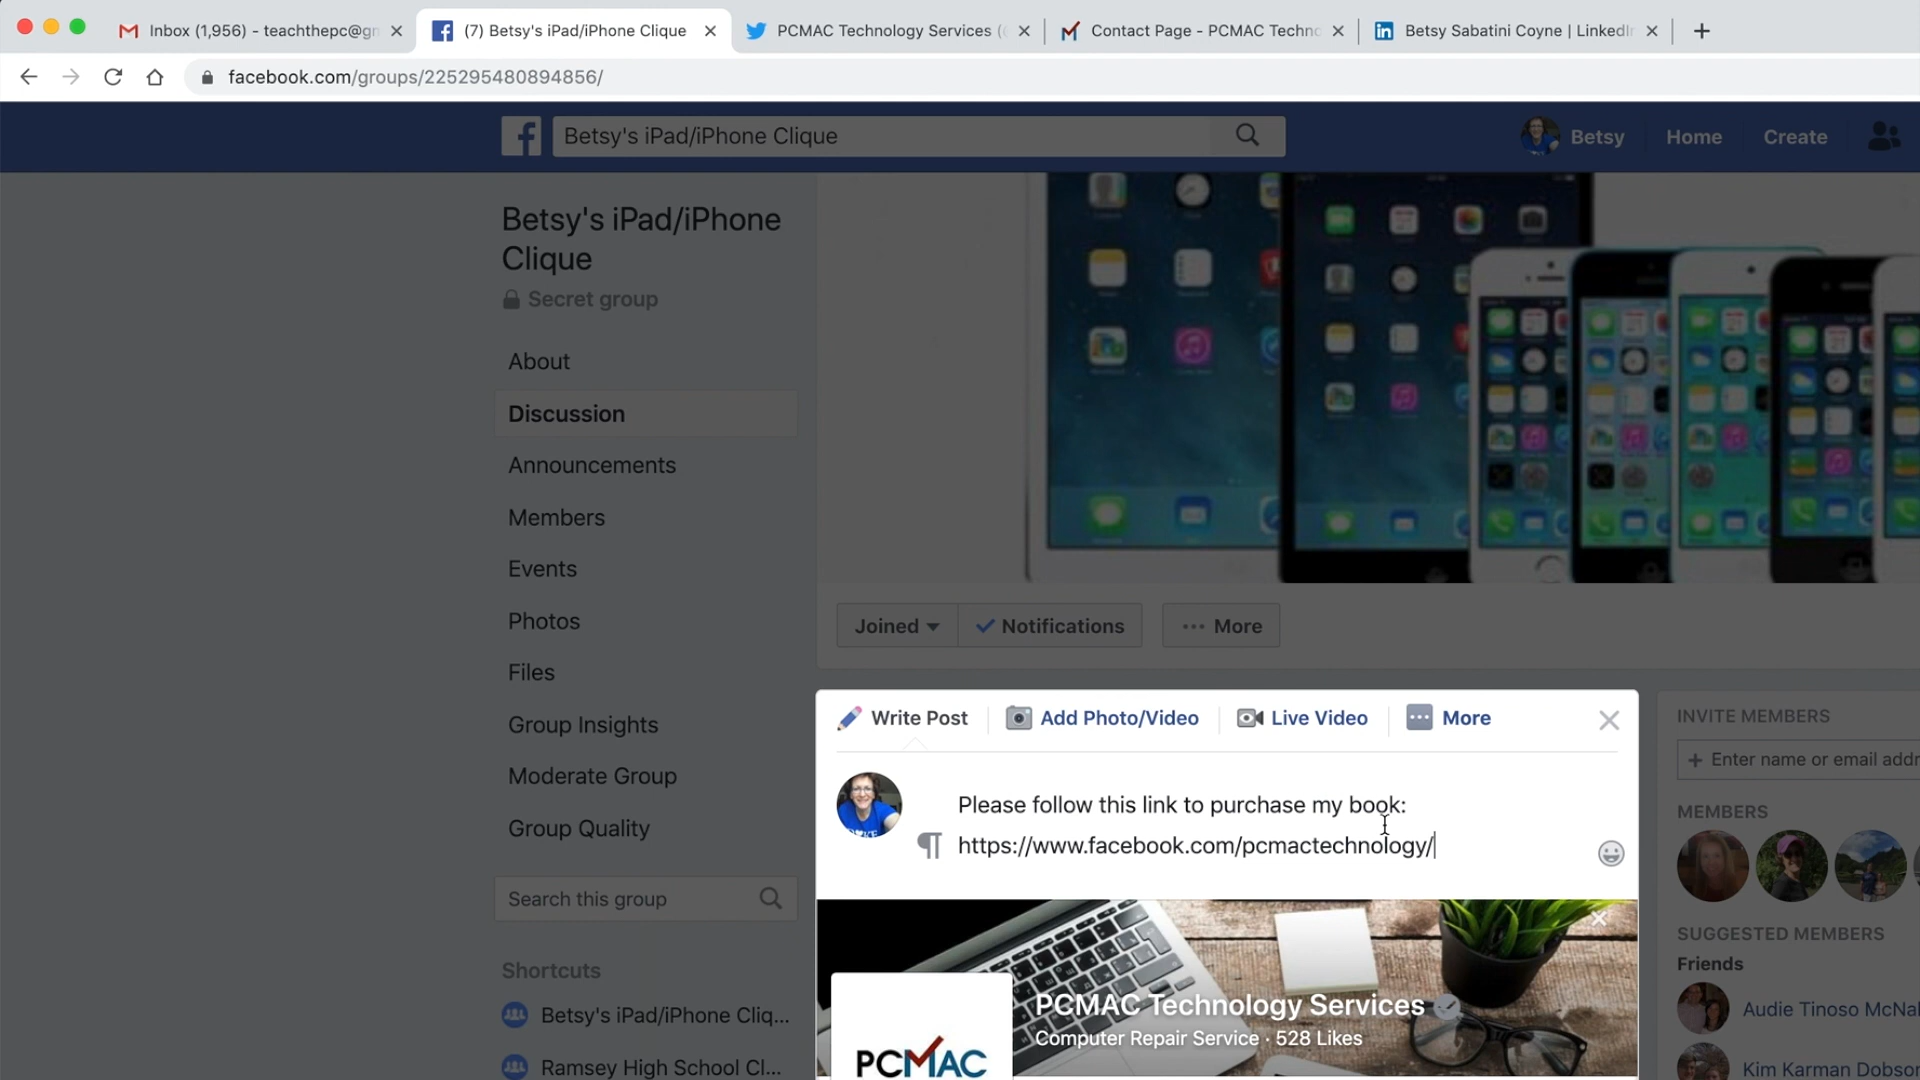 Inbox (1,956) - teachthepc@gm
(7) Betsy's iPad/iPhone Clique
PCMAC Technology Services (
Contact Page - PCMAC Techno
Betsy Sabatini Coyne | LinkedIn
facebook.com/groups/225295480894856/
Betsy's iPad/iPhone Clique
Betsy
Home
Create
Betsy's iPad/iPhone
Clique
Secret group
About
Discussion
Announcements
Members
Events
Photos
Files
Group Insights
Moderate Group
Group Quality
Search this group
Shortcuts
Betsy's iPad/iPhone Cliq...
Ramsey High School Cl...
Joined
Notifications
More
Write Post
Add Photo/Video
Live Video
More
Please follow this link to purchase my book:
https://www.facebook.com/pcmactechnology/
PCMAC Technology Services
Computer Repair Service · 528 Likes
PCMAC
INVITE MEMBERS
+ Enter name or email addr
MEMBERS
SUGGESTED MEMBERS
Friends
Audie Tinoso McNa
Kim Karman Dobson